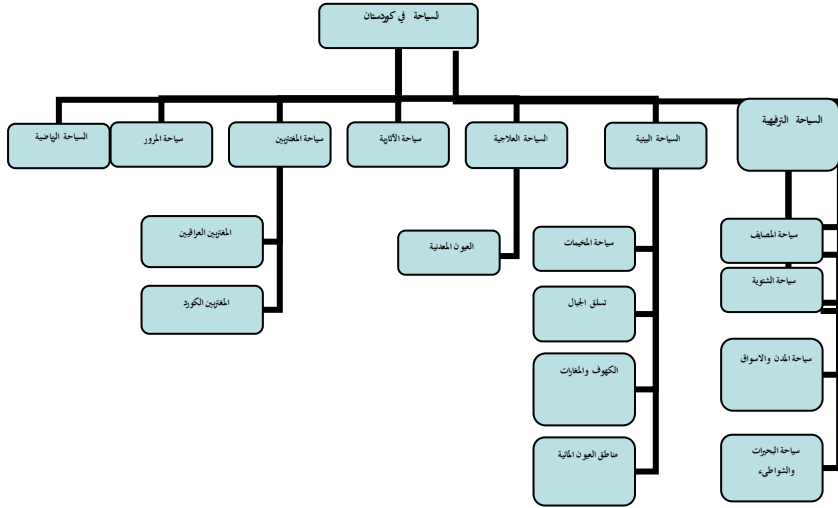 السياحة في كوردستان
السياحة الترفيهية
السياحة البيئية
السياحة العلاجية
سياحة الآثارية
سياحة المغتربين
سياحة المرور
السياحة الرياضية
سياحة المصايف
سياحة الشتوية
سياحة المدن والاسواق
سياحة البحيرات
والشواطىء
سياحة المخيمات
تسلق الجبال
الكهوف والمغارات
مناطق العيون المائية
العيون المعدنية
المغتربين العراقيين
المغتربين الكورد